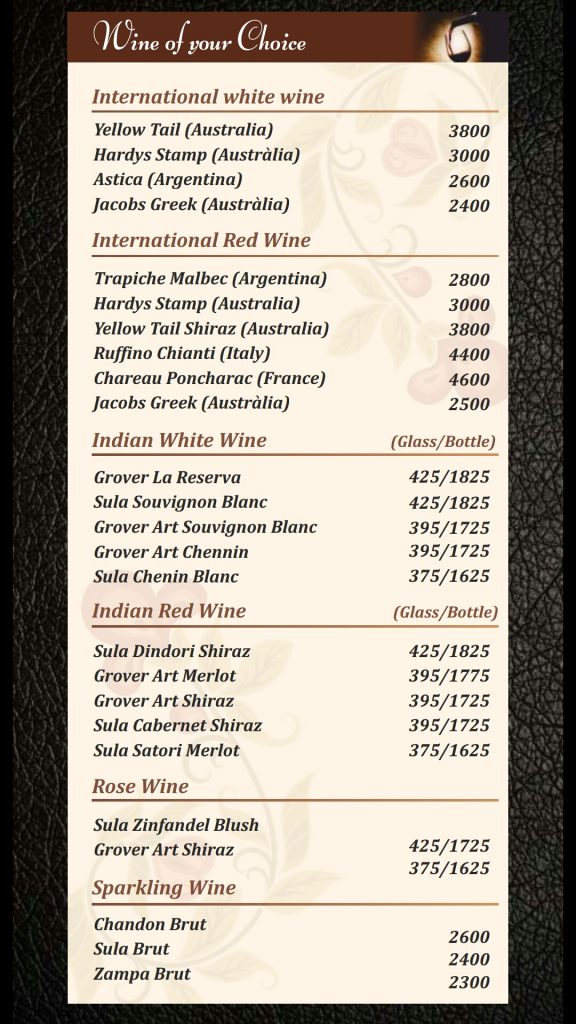 Wine of your Choice
International white wine
Yellow Tail (Australia) 3800
Hardys Stamp (Austràlia) 3000
Astica (Argentina) 2600
Jacobs Greek (Austràlia) 2400
International Red Wine
Trapiche Malbec (Argentina) 2800
Hardys Stamp (Australia) 3000
Yellow Tail Shiraz (Australia) 3800
Ruffino Chianti (Italy) 4400
Chareau Poncharac (France) 4600
Jacobs Greek (Austràlia) 2500
Indian White Wine (Glass/Bottle)
Grover La Reserva 425/1825
Sula Souvignon Blanc 425/1825
Grover Art Souvignon Blanc 395/1725
Grover Art Chennin 395/1725
Sula Chenin Blanc 375/1625
Indian Red Wine (Glass/Bottle)
Sula Dindori Shiraz 425/1825
Grover Art Merlot 395/1775
Grover Art Shiraz 395/1725
Sula Cabernet Shiraz 395/1725
Sula Satori Merlot 375/1625
Rose Wine
Sula Zinfandel Blush 425/1725
Grover Art Shiraz 375/1625
Sparkling Wine
Chandon Brut 2600
Sula Brut 2400
Zampa Brut 2300